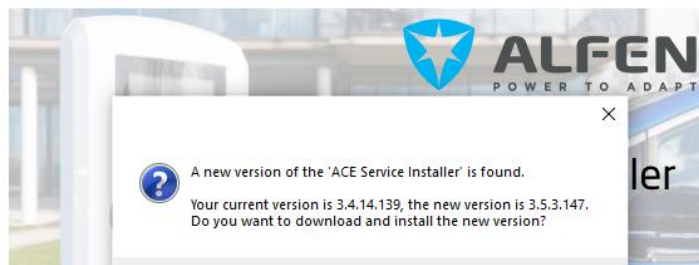 ALFEN
POWER TO ADAPT
ler
A new version of the 'ACE Service Installer' is found.
Your current version is 3.4.14.139, the new version is 3.5.3.147.
Do you want to download and install the new version?